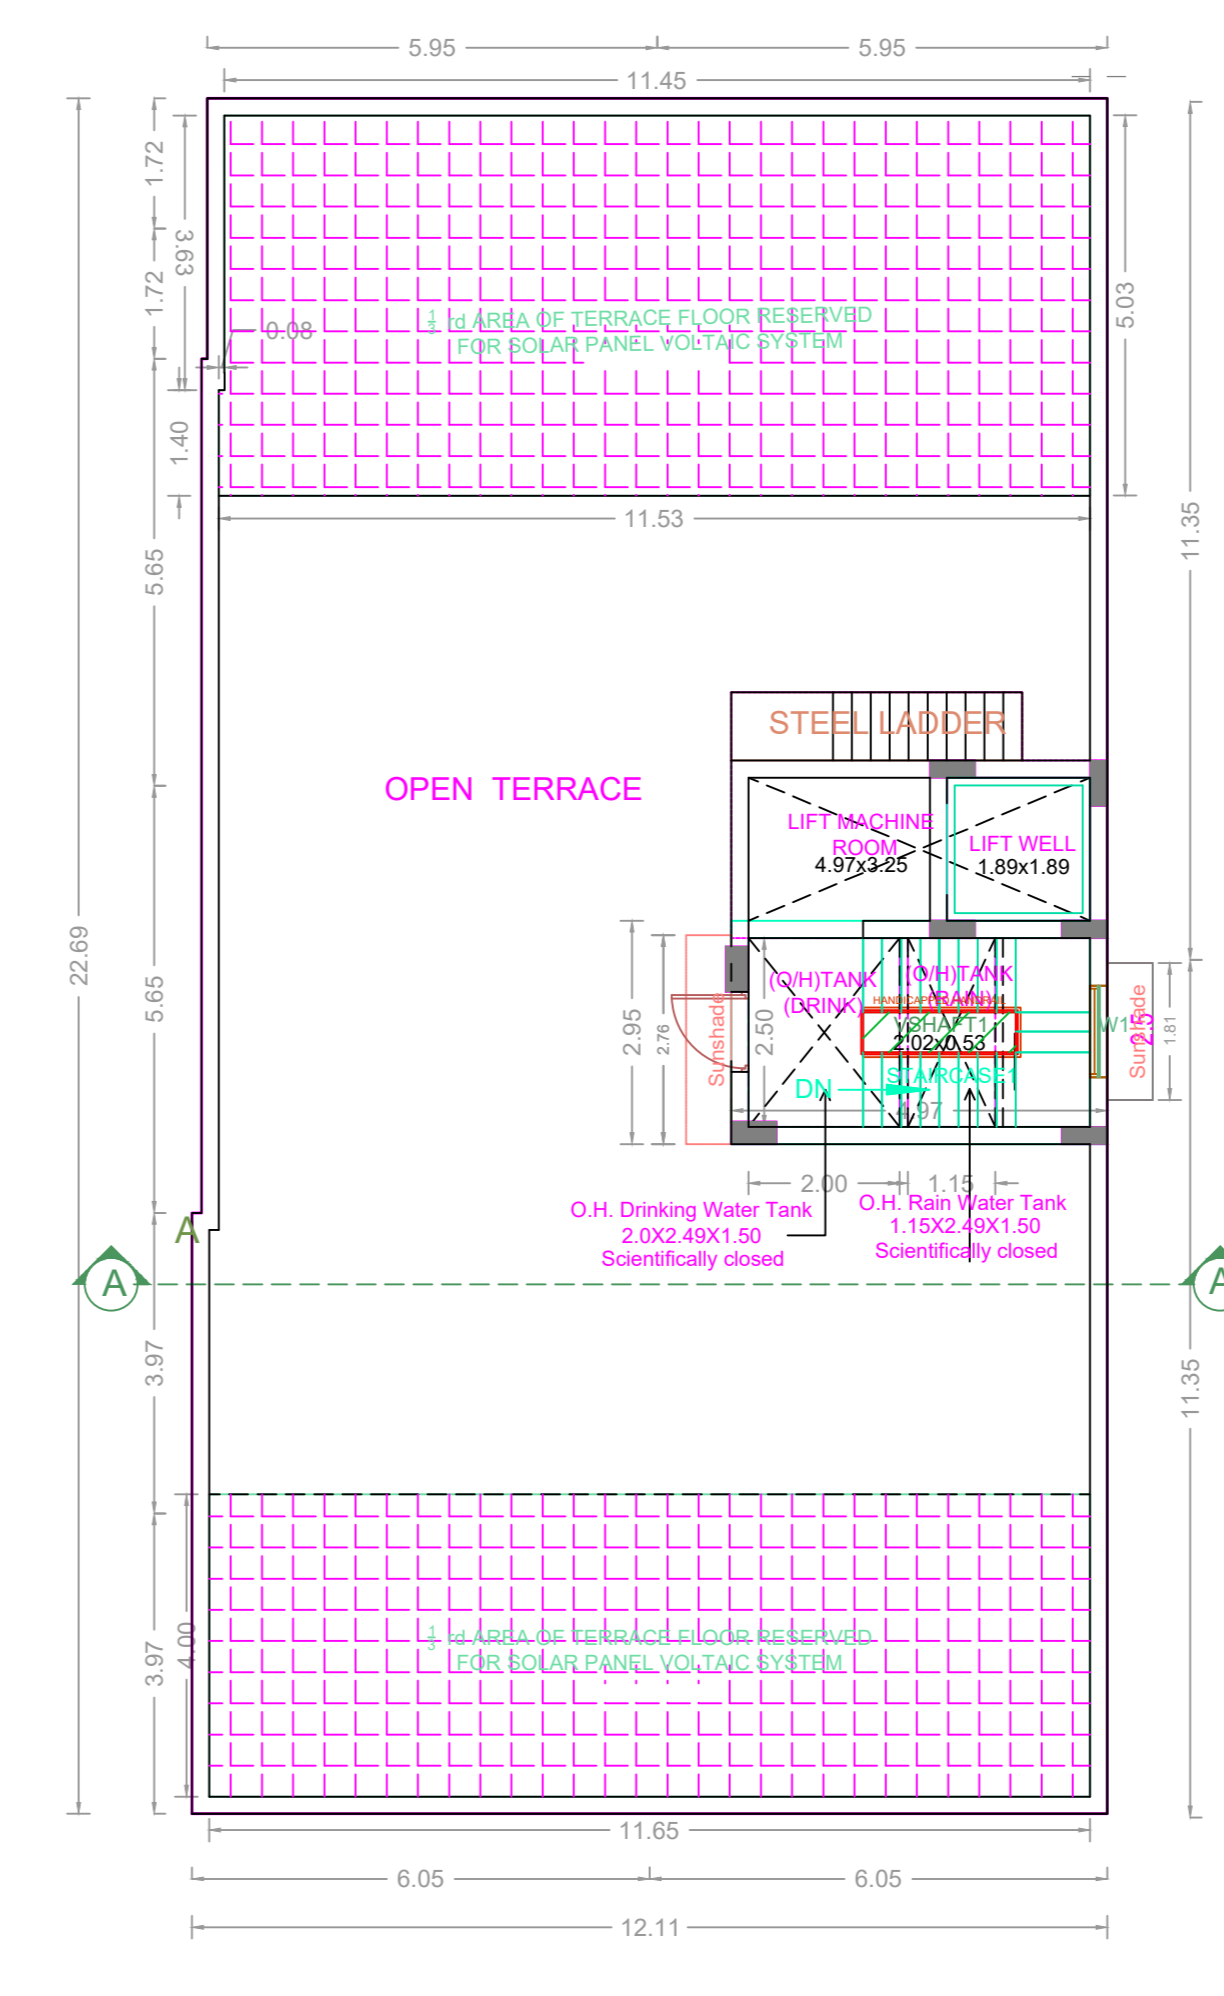 5.95
5.95
11.45
1.72
3.63
1.72
5.03
0.08
1/3 rd AREA OF TERRACE FLOOR RESERVED
FOR SOLAR PANEL VOLTAIC SYSTEM
1.40
11.53
11.35
5.65
STEEL LADDER
OPEN TERRACE
LIFT MACHINE
ROOM
4.97x3.25
LIFT WELL
1.89x1.89
22.69
5.65
(O/H)TANK
(DRINK)
(O/H)TANK
(RAIN)
HANDICAPPED HANDRAIL
VSHAFT1
2.02x0.53
2.95
2.76
2.50
Sunshade
W1
2.5
Sunshade
1.81
STAIRCASE1
DN
4.97
2.00
1.15
O.H. Drinking Water Tank
2.0X2.49X1.50
Scientifically closed
O.H. Rain Water Tank
1.15X2.49X1.50
Scientifically closed
A
A
A
3.97
11.35
1/3 rd AREA OF TERRACE FLOOR RESERVED
FOR SOLAR PANEL VOLTAIC SYSTEM
4.00
3.97
11.65
6.05
6.05
12.11